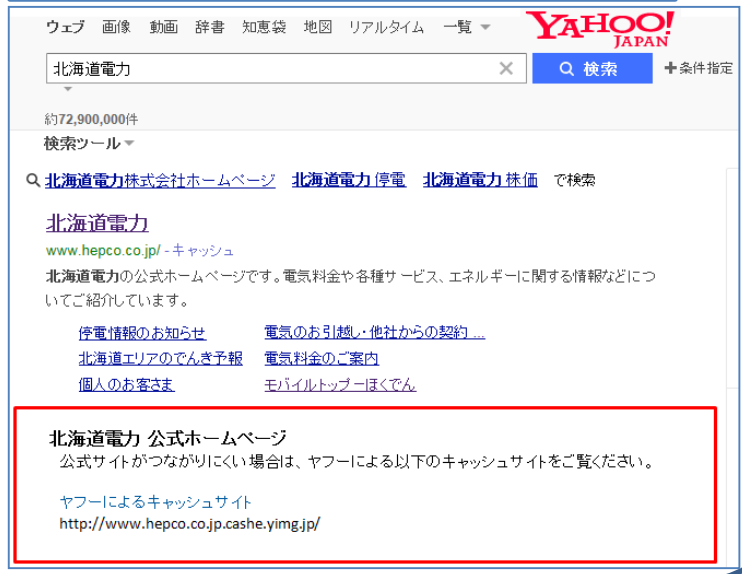 ウェブ 画像 動画 辞書 知恵袋 地図 リアルタイム 一覧
YAHOO!
JAPAN
北海道電力 × 検索 +条件指定
約72,900,000件
検索ツール
北海道電力株式会社ホームページ 北海道電力 停電 北海道電力 株価 で検索
北海道電力
www.hepco.co.jp/ - キャッシュ
北海道電力の公式ホームページです。電気料金や各種サービス、エネルギーに関する情報などにつ
いてご紹介しています。
停電情報のお知らせ 電気のお引越し・他社からの契約 ...
北海道エリアのでんき予報 電気料金のご案内
個人のお客さま モバイルトップーほくでん
北海道電力 公式ホームページ
公式サイトがつながりにくい場合は、ヤフーによる以下のキャッシュサイトをご覧ください。
ヤフーによるキャッシュサイト
http://www.hepco.co.jp.cashe.yimg.jp/